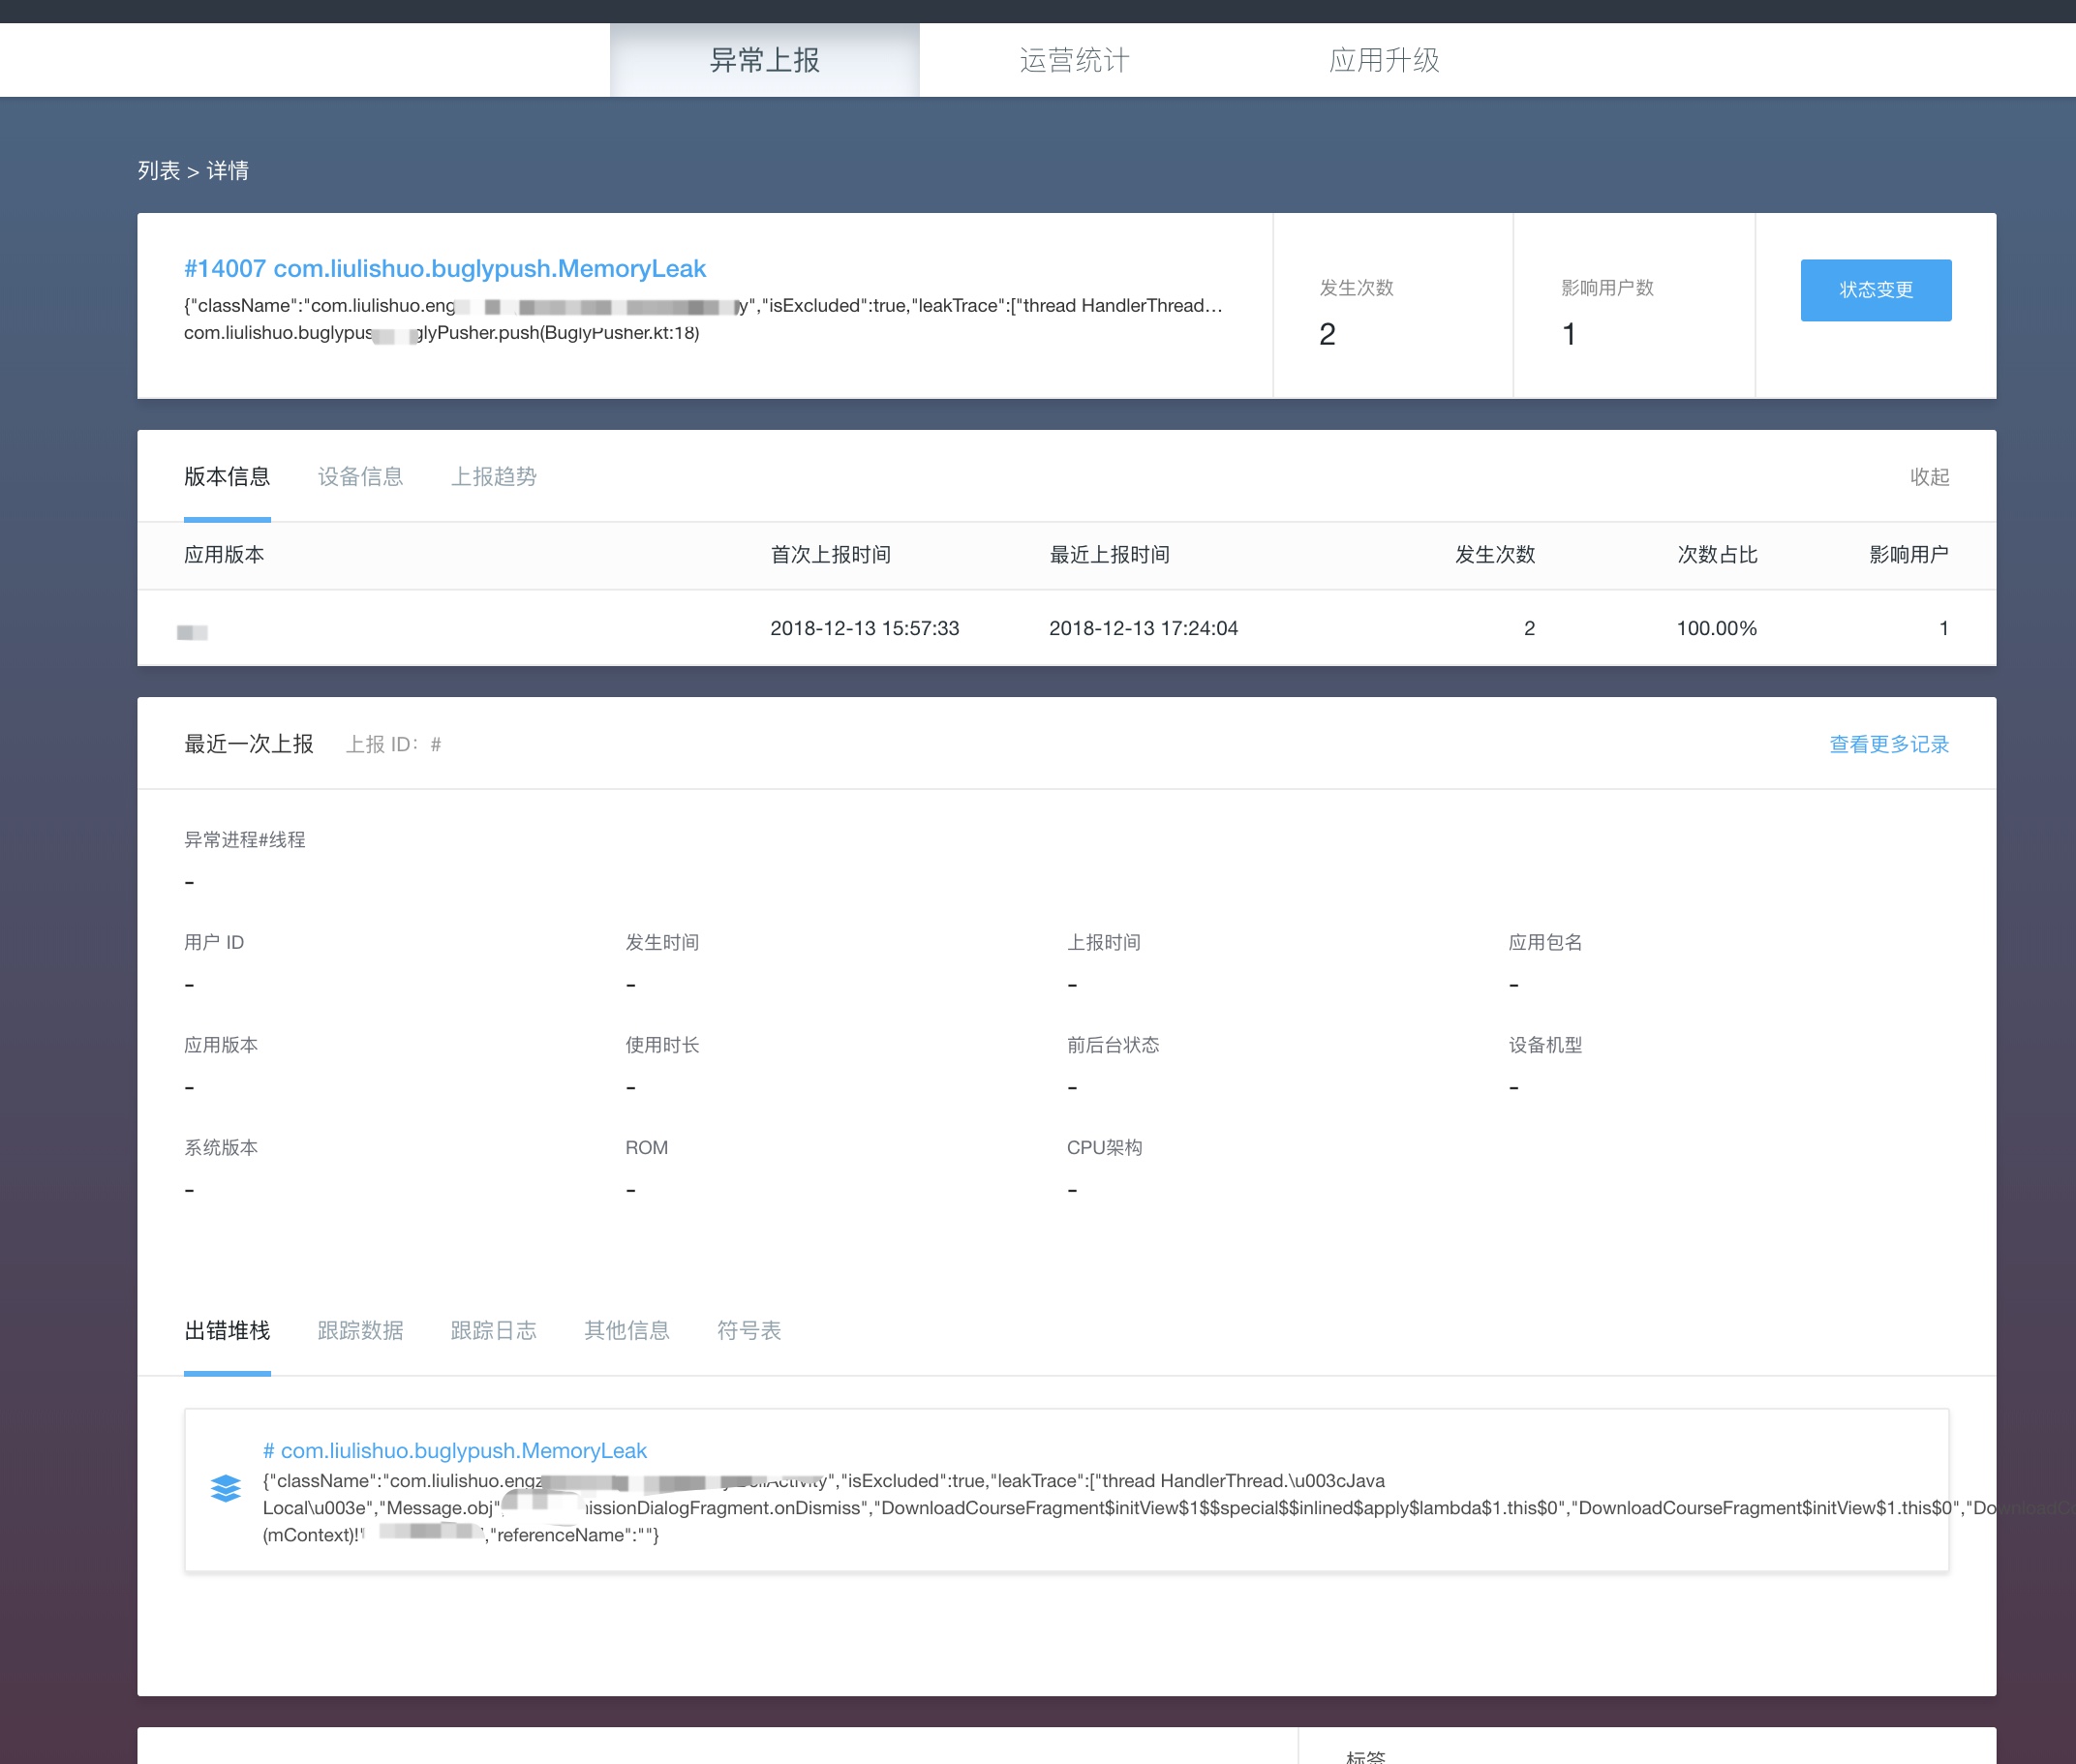 异常上报
运营统计
应用升级
列表 > 详情
#14007 com.liulishuo.buglypush.MemoryLeak
{"className":"com.liulishuo.eng y","isExcluded":true,"leakTrace":["thread HandlerThread...
com.liulishuo.buglypus glyPusher.push(BuglyPusher.kt:18)
发生次数
2
影响用户数
1
状态变更
版本信息 设备信息 上报趋势 收起
应用版本 首次上报时间 最近上报时间 发生次数 次数占比 影响用户
2018-12-13 15:57:33 2018-12-13 17:24:04 2 100.00% 1
最近一次上报 上报 ID: # 查看更多记录
异常进程#线程
-
用户 ID 发生时间 上报时间 应用包名
- - - -
应用版本 使用时长 前后台状态 设备机型
- - - -
系统版本 ROM CPU架构
- - -
出错堆栈 跟踪数据 跟踪日志 其他信息 符号表
# com.liulishuo.buglypush.MemoryLeak
{"className":"com.liulishuo.engz y","isExcluded":true,"leakTrace":["thread HandlerThread.\u003cJava
Local\u003e","Message.obj" issionDialogFragment.onDismiss","DownloadCourseFragment$initView$1$$special$$inlined$apply$lambda$1.this$0","DownloadCourseFragment$initView$1.this$0","DownloadC
(mContext)!" ,"referenceName":""}
标签